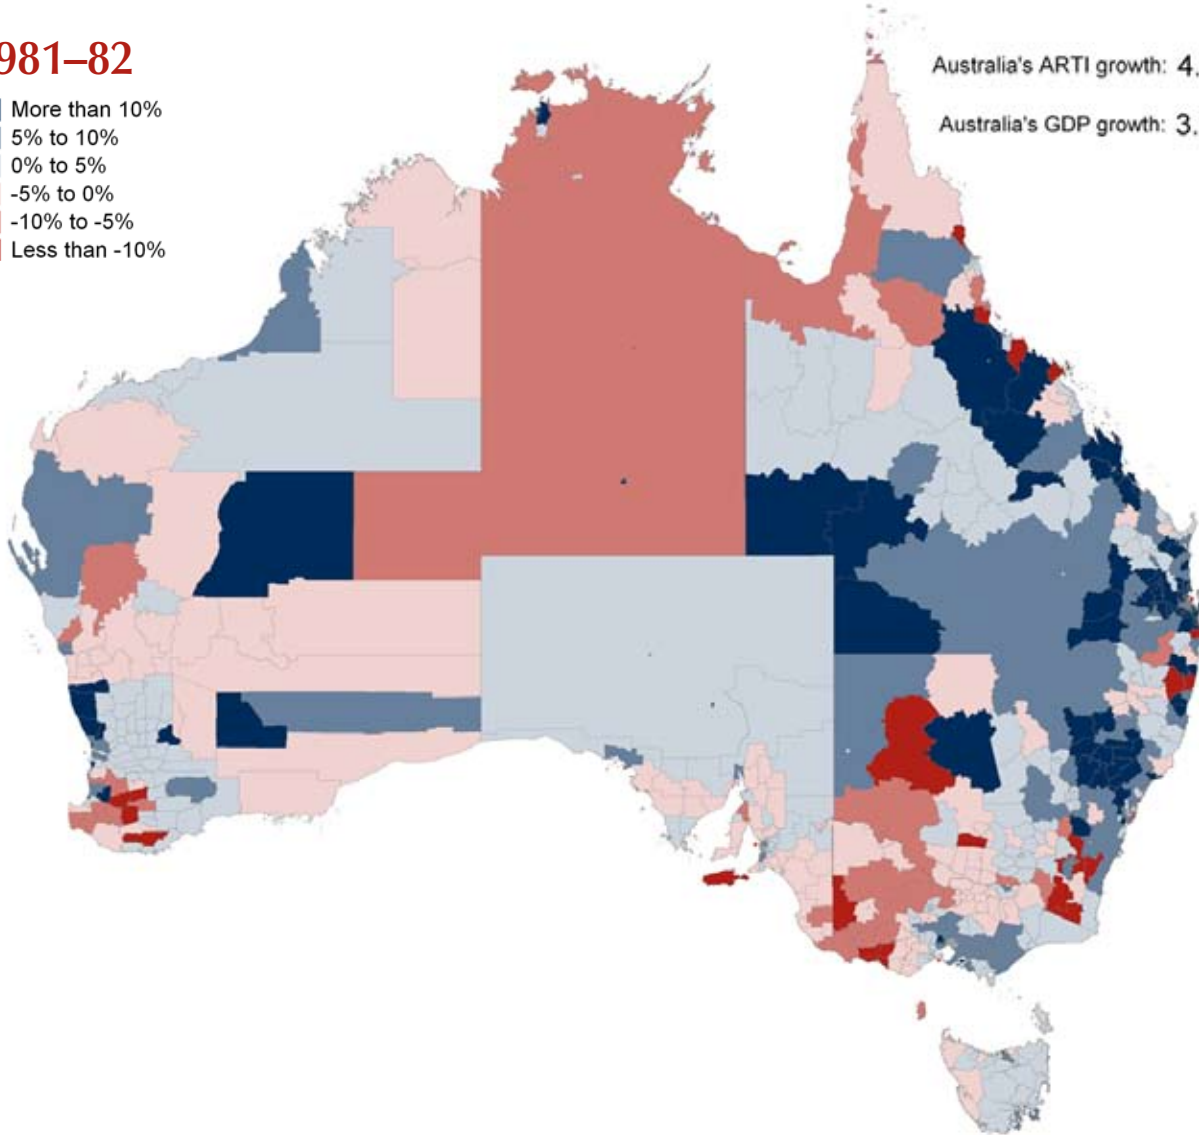 981–82
More than 10%
5% to 10%
0% to 5%
-5% to 0%
-10% to -5%
Less than -10%
Australia's ARTI growth: 4.
Australia's GDP growth: 3.